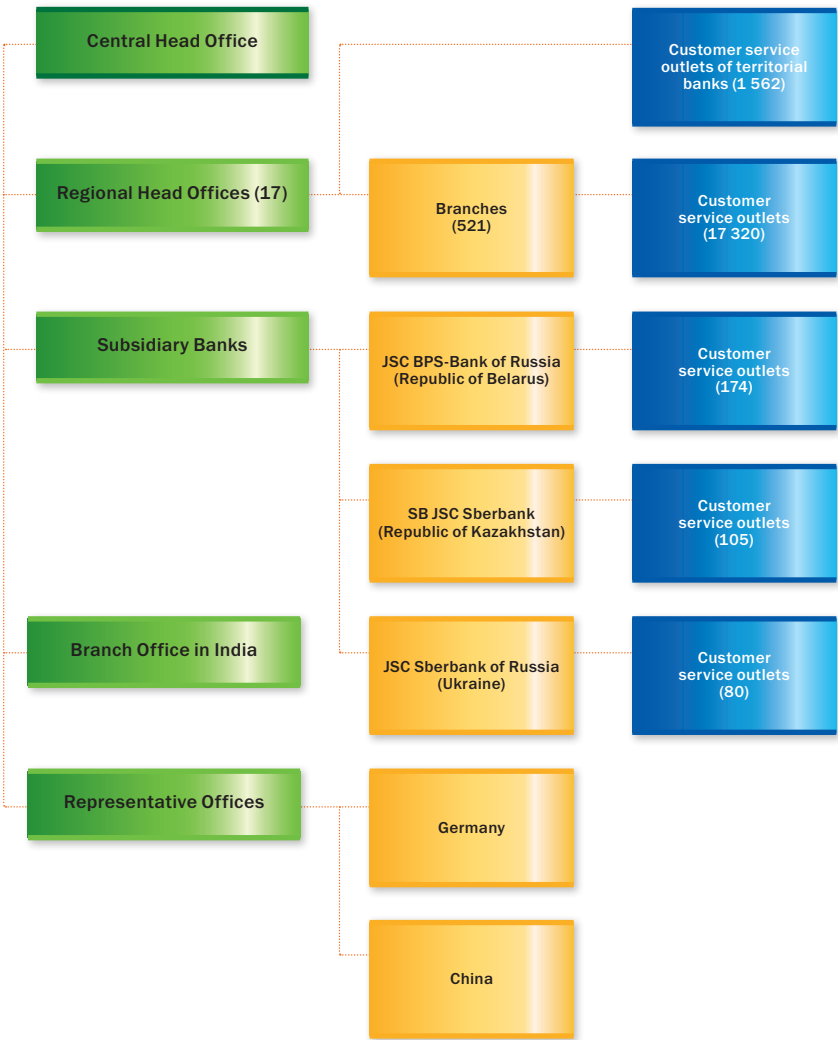 Central Head Office
Customer service
outlets of territorial
banks (1 562)
Regional Head Offices (17)
Branches
(521)
Customer
service outlets
(17 320)
Subsidiary Banks
JSC BPS-Bank of Russia
(Republic of Belarus)
Customer
service outlets
(174)
SB JSC Sberbank
(Republic of Kazakhstan)
Customer
service outlets
(105)
Branch Office in India
JSC Sberbank of Russia
(Ukraine)
Customer
service outlets
(80)
Representative Offices
Germany
China